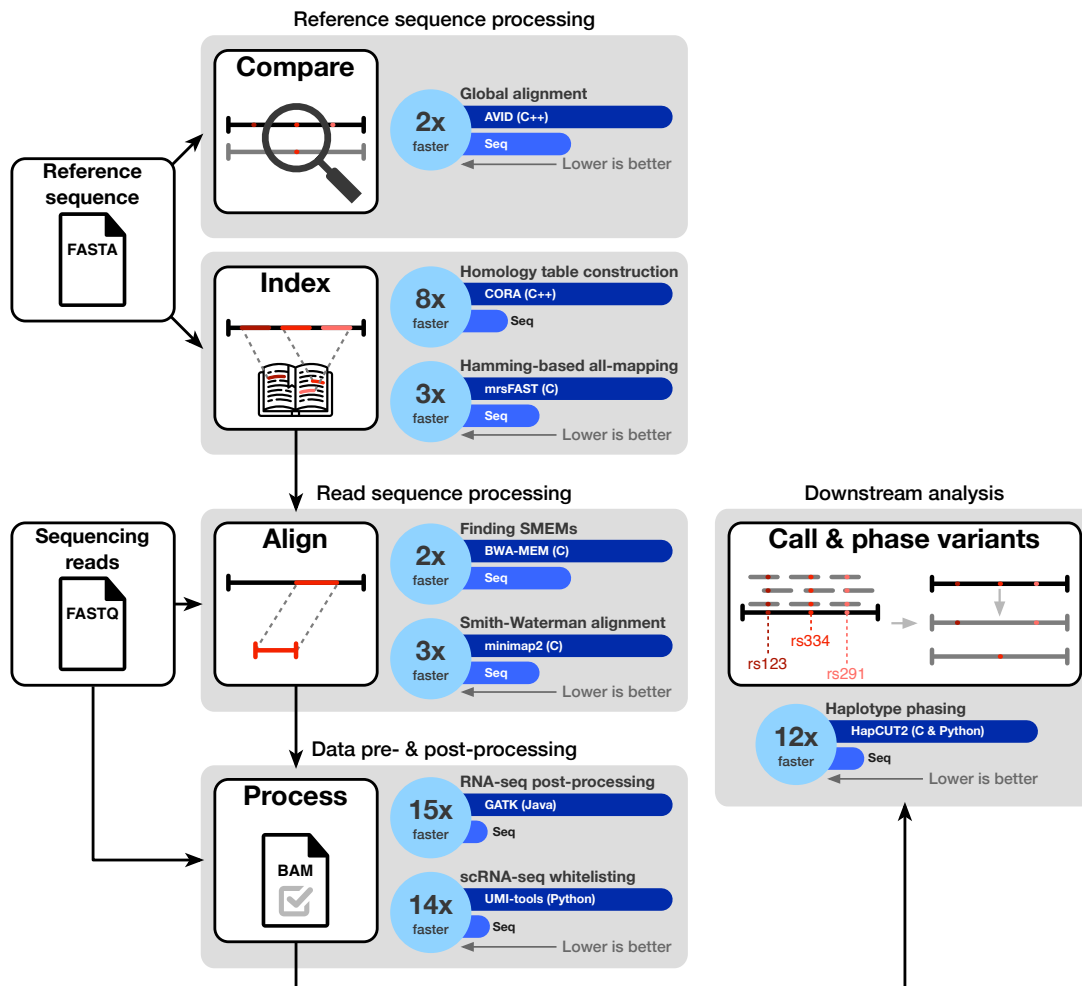 Reference sequence processing
Compare
Global alignment
2x
faster
AVID (C++)
Seq
Lower is better
Reference
sequence
FASTA
Index
Homology table construction
8x
faster
CORA (C++)
Seq
Hamming-based all-mapping
3x
faster
mrsFAST (C)
Seq
Lower is better
Read sequence processing
Sequencing
reads
FASTQ
Align
Finding SMEMs
2x
faster
BWA-MEM (C)
Seq
Smith-Waterman alignment
3x
faster
minimap2 (C)
Seq
Lower is better
Data pre- & post-processing
Process
BAM
RNA-seq post-processing
15x
faster
GATK (Java)
Seq
scRNA-seq whitelisting
14x
faster
UMI-tools (Python)
Seq
Lower is better
Downstream analysis
Call & phase variants
rs334
rs123
rs291
Haplotype phasing
12x
faster
HapCUT2 (C & Python)
Seq
Lower is better